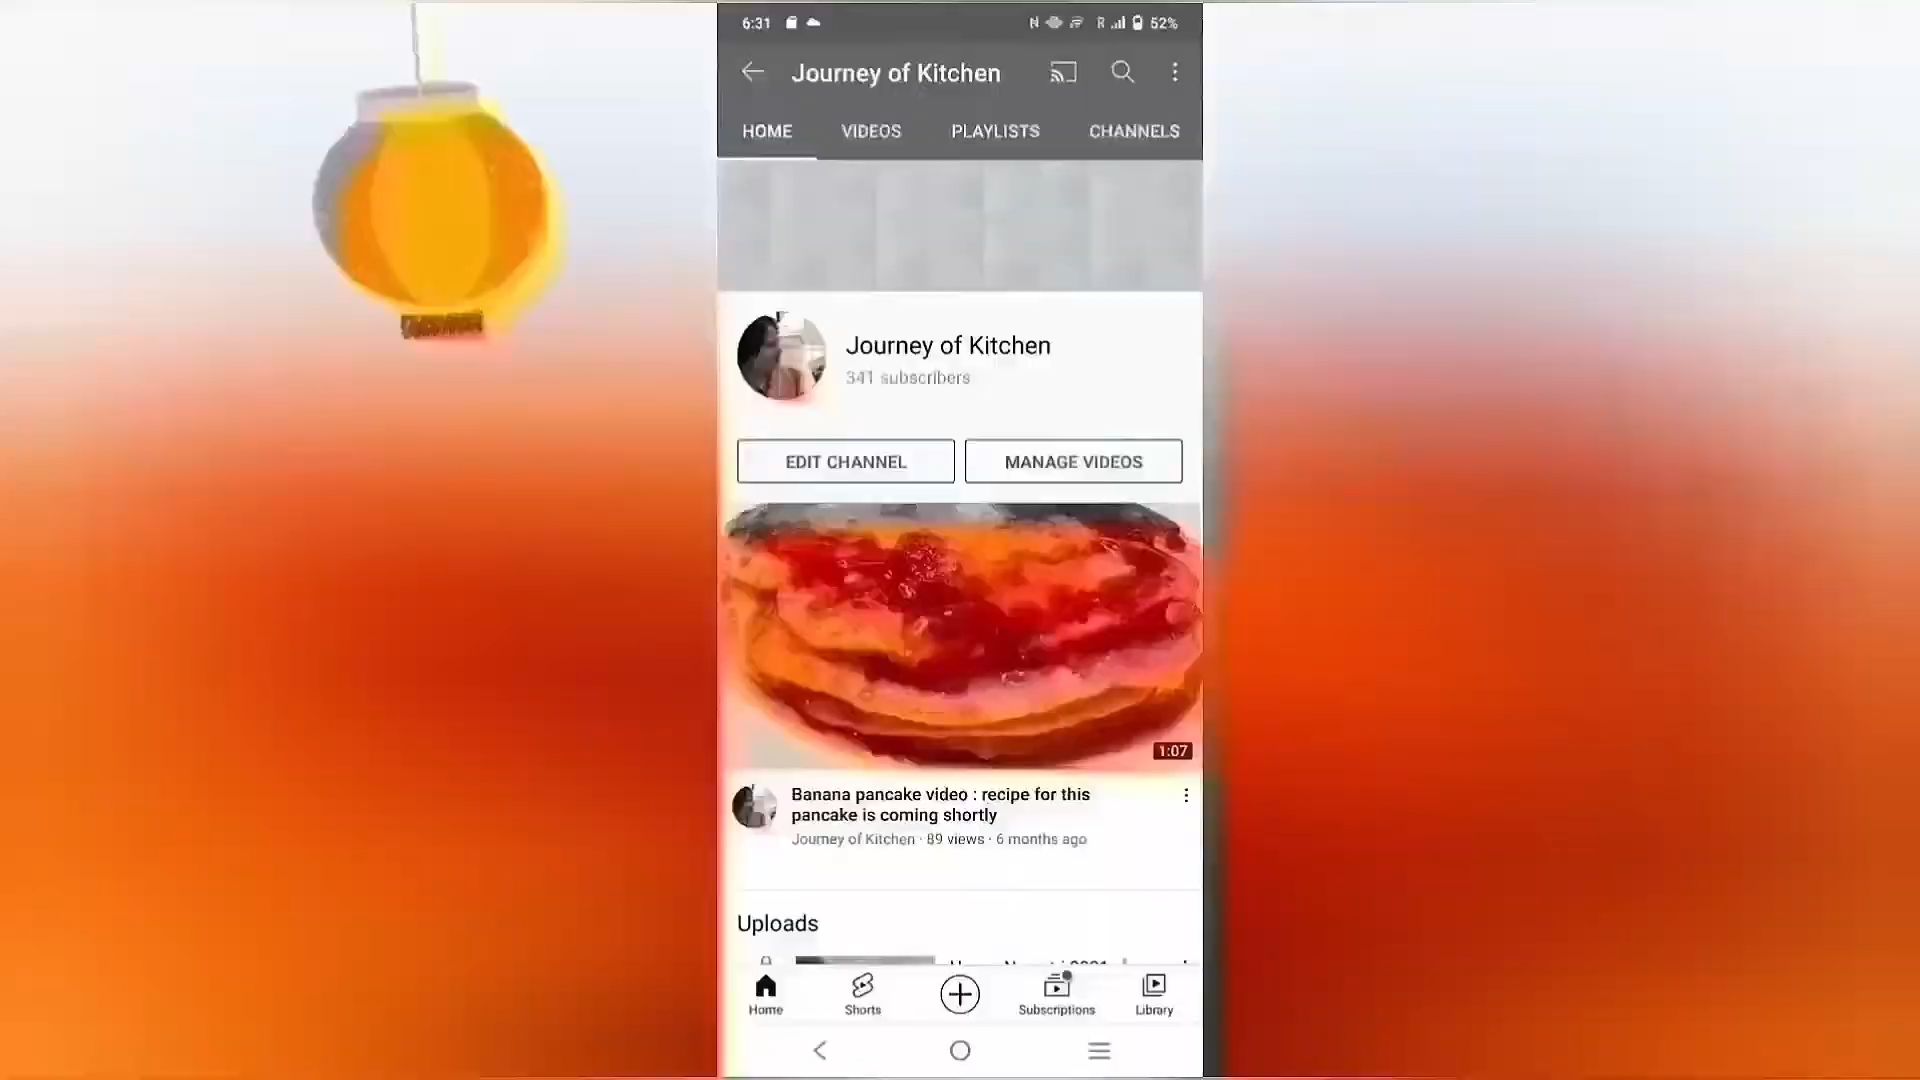 6:31 R 52%
Journey of Kitchen
HOME VIDEOS PLAYLISTS CHANNELS
Journey of Kitchen
341 subscribers
EDIT CHANNEL MANAGE VIDEOS
1:07
Banana pancake video : recipe for this
pancake is coming shortly
Journey of Kitchen · 89 views · 6 months ago
Uploads
Home Shorts Subscriptions Library